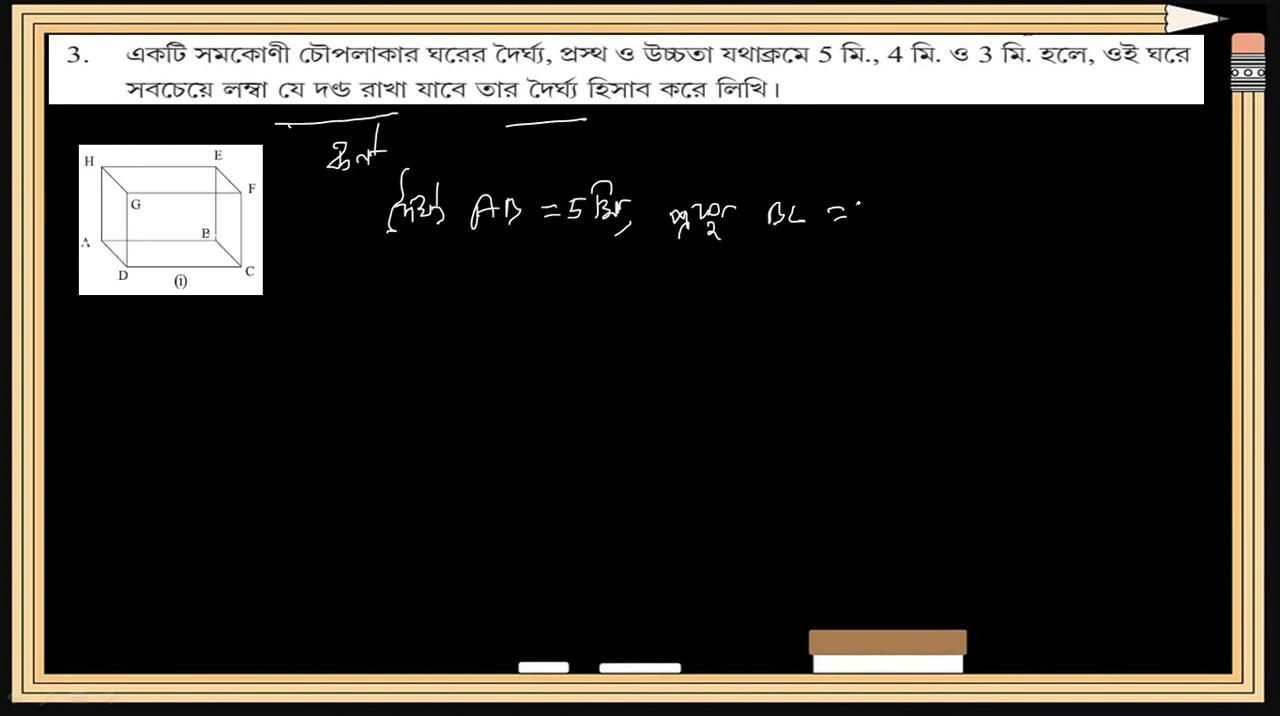 3. একটি সমকোণী চৌপলাকার ঘরের দৈর্ঘ্য, প্রস্থ ও উচ্চতা যথাক্রমে 5 মি., 4 মি. ও 3 মি. হলে, ওই ঘরে
সবচেয়ে লম্বা যে দণ্ড রাখা যাবে তার দৈর্ঘ্য হিসাব করে লিখি।
কর্ণ
AB = 5 মি, প্রস্থ BC =
H E
G F
A B
D C
(i)